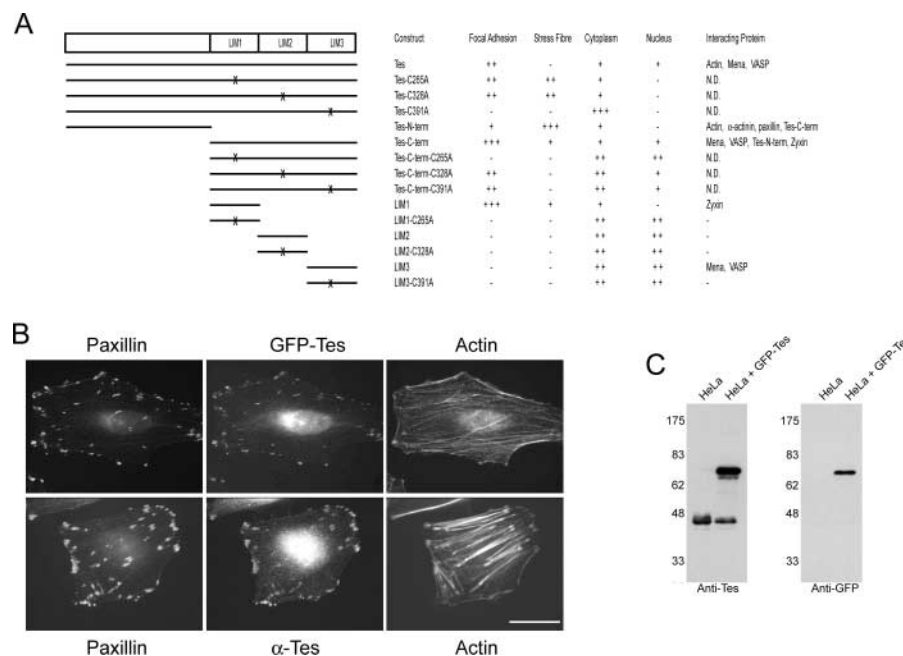 A
LIM1 LIM2 LIM3 Construct Focal Adhesion Stress Fibre Cytoplasm Nucleus Interacting Protein
Tes ++ - + + Actin, Mena, VASP
X Tes-C265A ++ ++ + - N.D.
X Tes-C328A ++ ++ + - N.D.
X Tes-C391A - - +++ - N.D.
Tes-N-term + +++ + - Actin, α-actinin, paxillin, Tes-C-term
Tes-C-term +++ + + + Mena, VASP, Tes-N-term, Zyxin
X Tes-C-term-C265A - - ++ ++ N.D.
X Tes-C-term-C328A ++ - ++ + N.D.
X Tes-C-term-C391A ++ - ++ + N.D.
LIM1 +++ + + + Zyxin
X LIM1-C265A - - ++ ++ -
LIM2 - - ++ ++ -
X LIM2-C328A - - ++ ++ -
LIM3 - - ++ ++ Mena, VASP
X LIM3-C391A - - ++ ++ -
B
Paxillin GFP-Tes Actin
Paxillin α-Tes Actin
C
HeLa HeLa + GFP-Tes
175
83
62
48
33
Anti-Tes
HeLa HeLa + GFP-Te
175
83
62
48
33
Anti-GFP